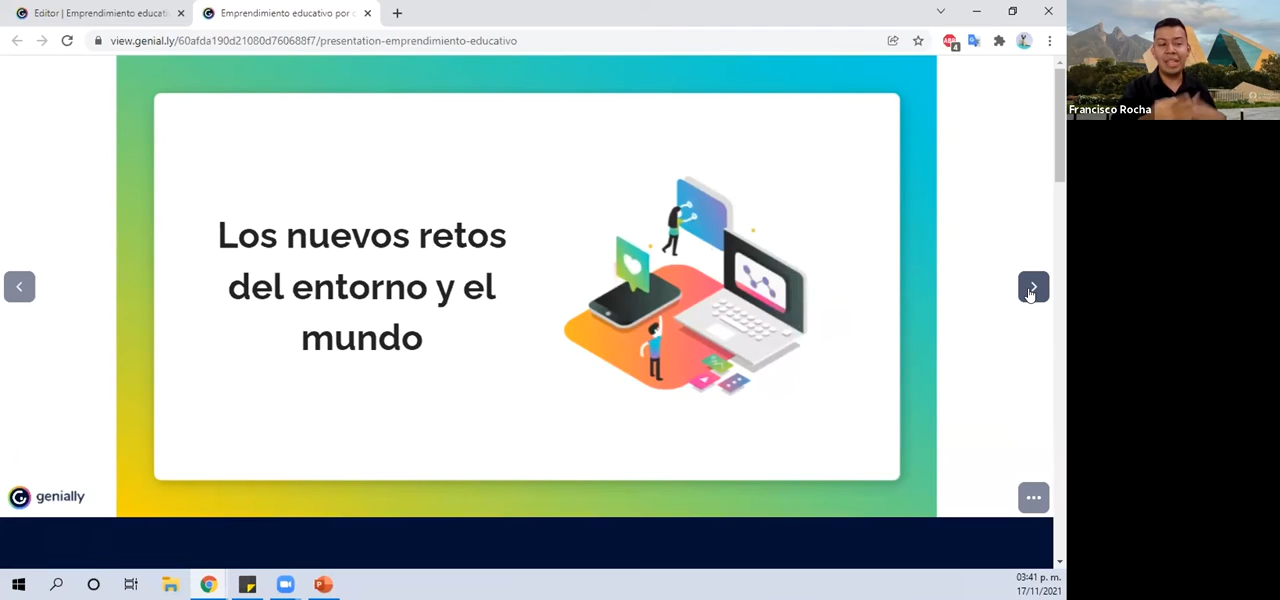 Editor | Emprendimiento educati
Emprendimiento educativo por c
view.genial.ly/60afda190d21080d760688f7/presentation-emprendimiento-educativo
4
Francisco Rocha
Los nuevos retos
del entorno y el
mundo
genially
03:41 p. m.
17/11/2021